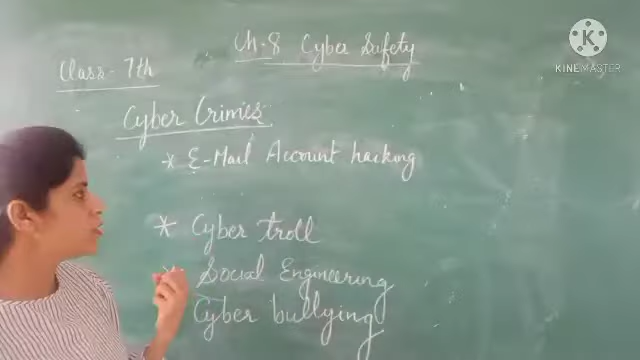 Ch.8 Cyber Safety
Class-7th
Cyber Crimes
* E-Mail Account hacking
* Cyber troll
* Social Engineering
Cyber bullying
KINEMASTER